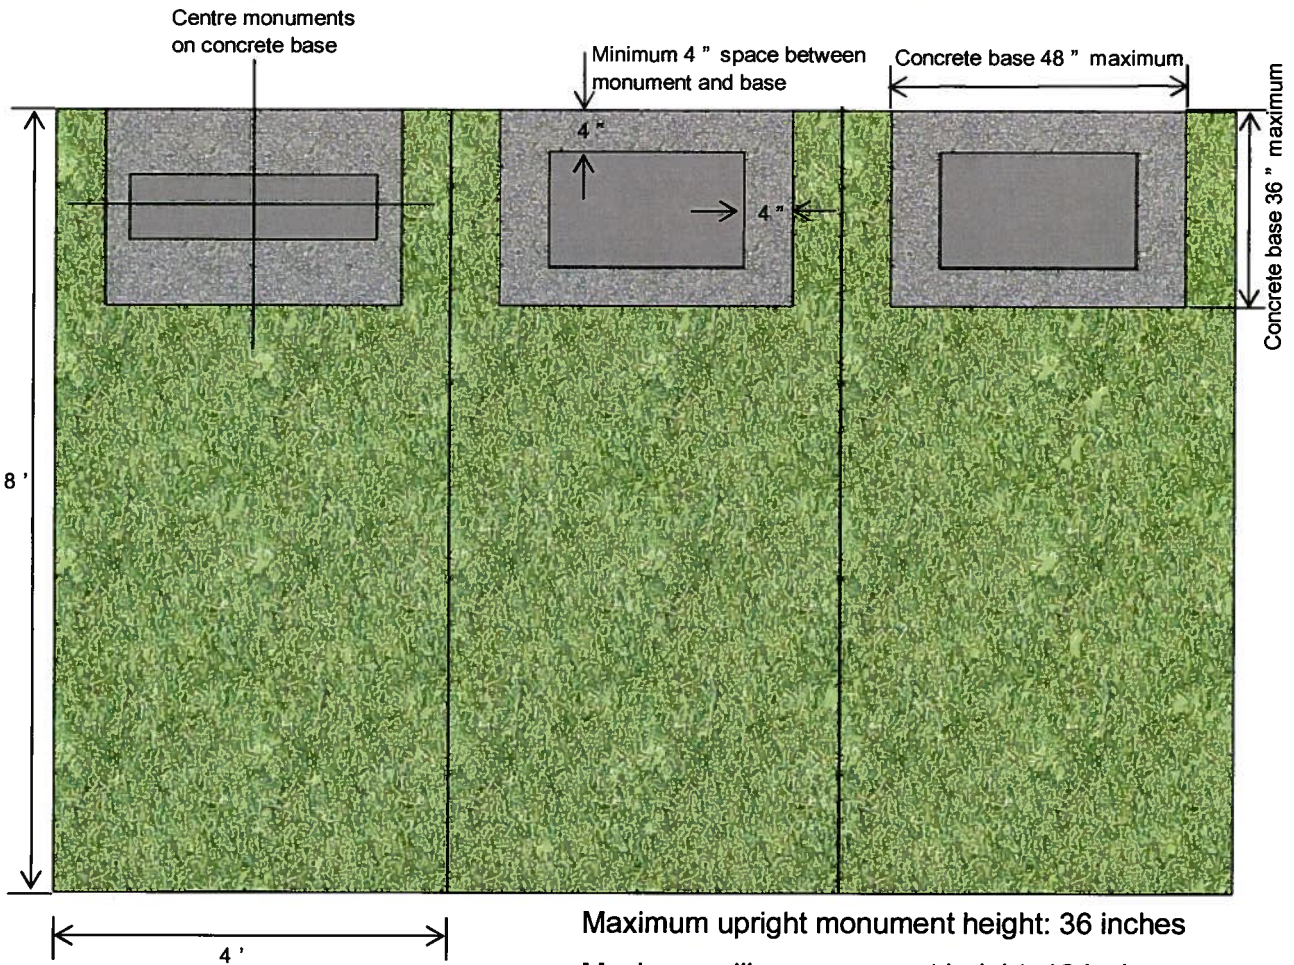 Centre monuments
on concrete base
Minimum 4 " space between
monument and base
Concrete base 48 " maximum
Concrete base 36 " maximum
4 "
4 "
8 '
4 '
Maximum upright monument height: 36 inches